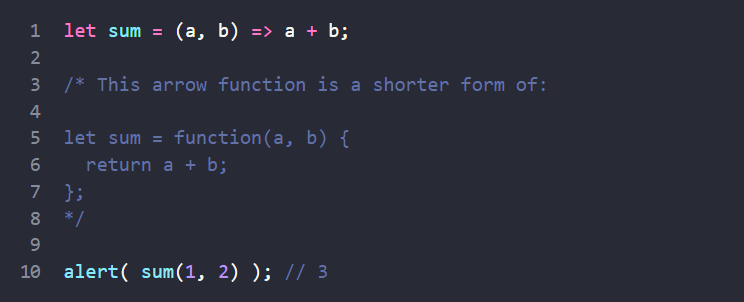 1 let sum = (a, b) => a + b;
2
3 /* This arrow function is a shorter form of:
4
5 let sum = function(a, b) {
6   return a + b;
7 };
8 */
9
10 alert( sum(1, 2) ); // 3